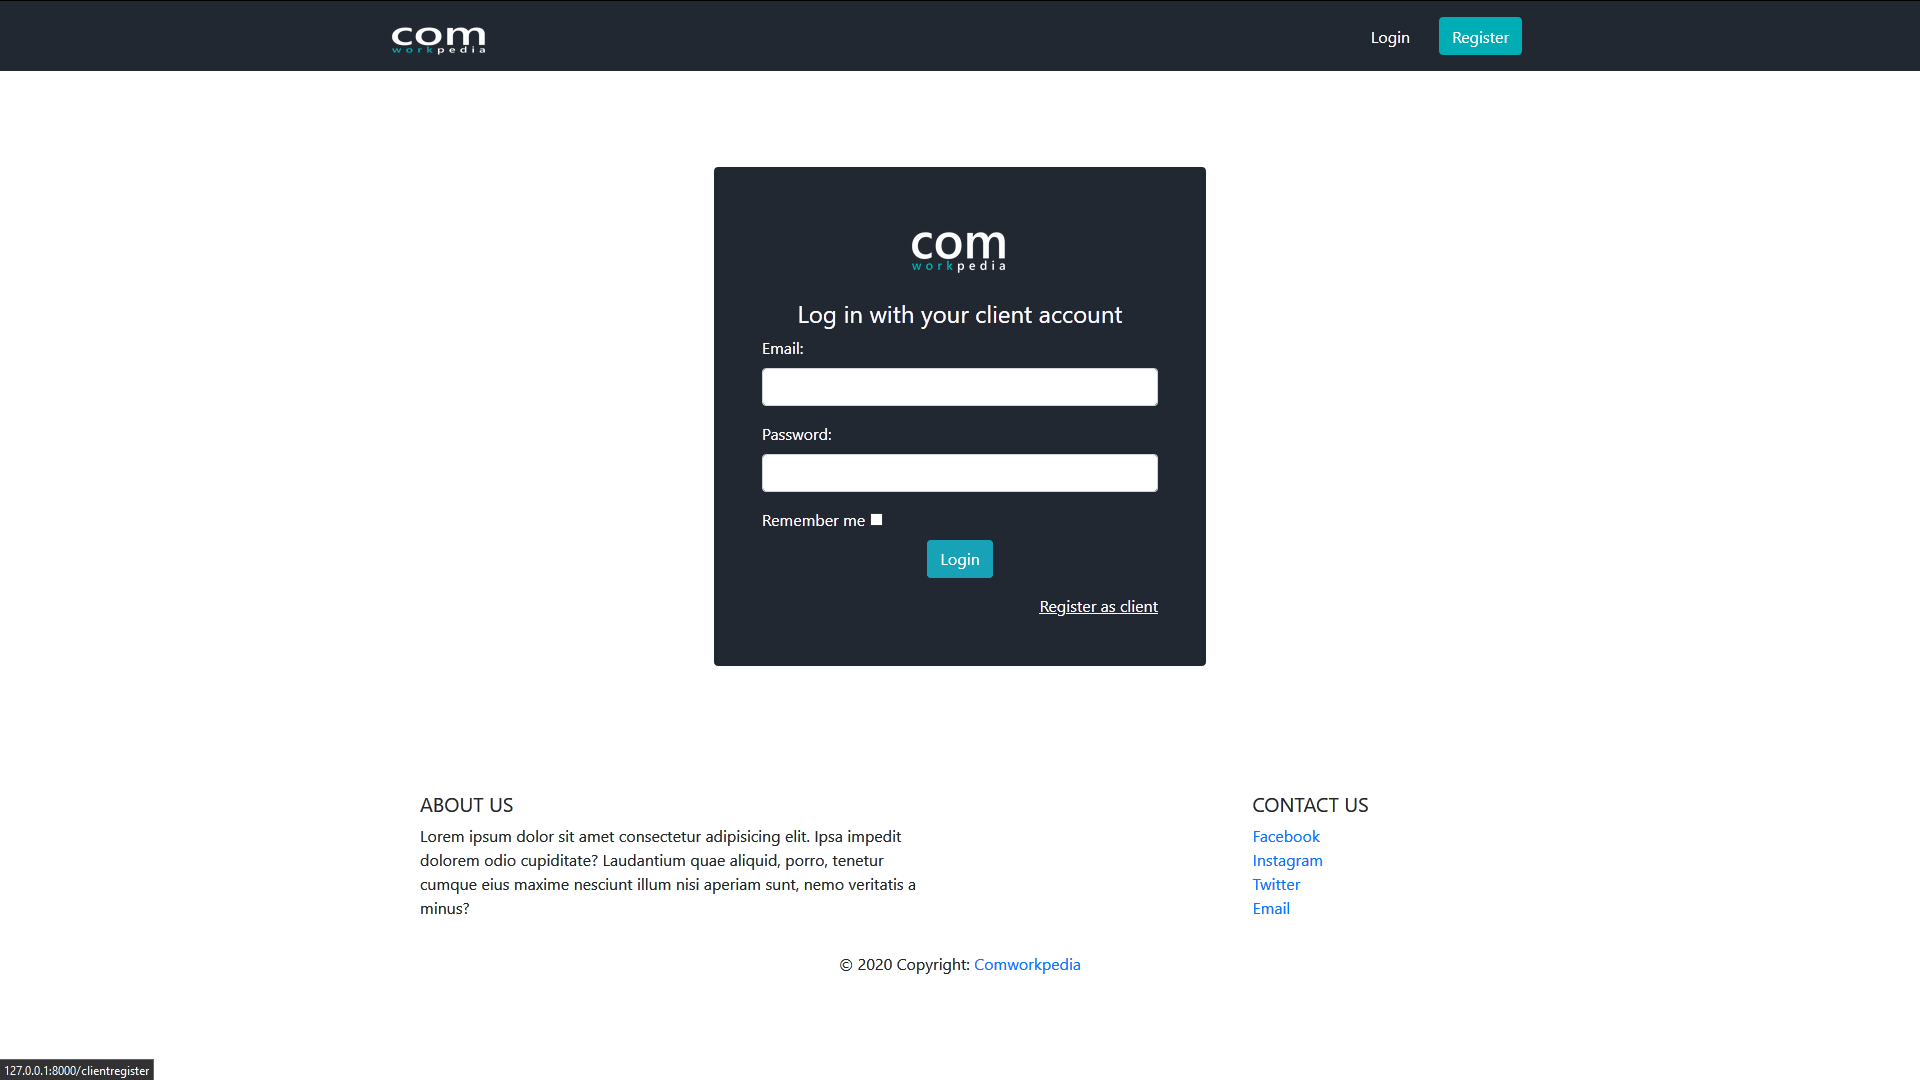 com
workpedia
Login
Register
com
workpedia
Log in with your client account
Email:
Password:
Remember me
Login
Register as client
ABOUT US
Lorem ipsum dolor sit amet consectetur adipisicing elit. Ipsa impedit
dolorem odio cupiditate? Laudantium quae aliquid, porro, tenetur
cumque eius maxime nesciunt illum nisi aperiam sunt, nemo veritatis a
minus?
CONTACT US
Facebook
Instagram
Twitter
Email
© 2020 Copyright: Comworkpedia
127.0.0.1:8000/clientregister